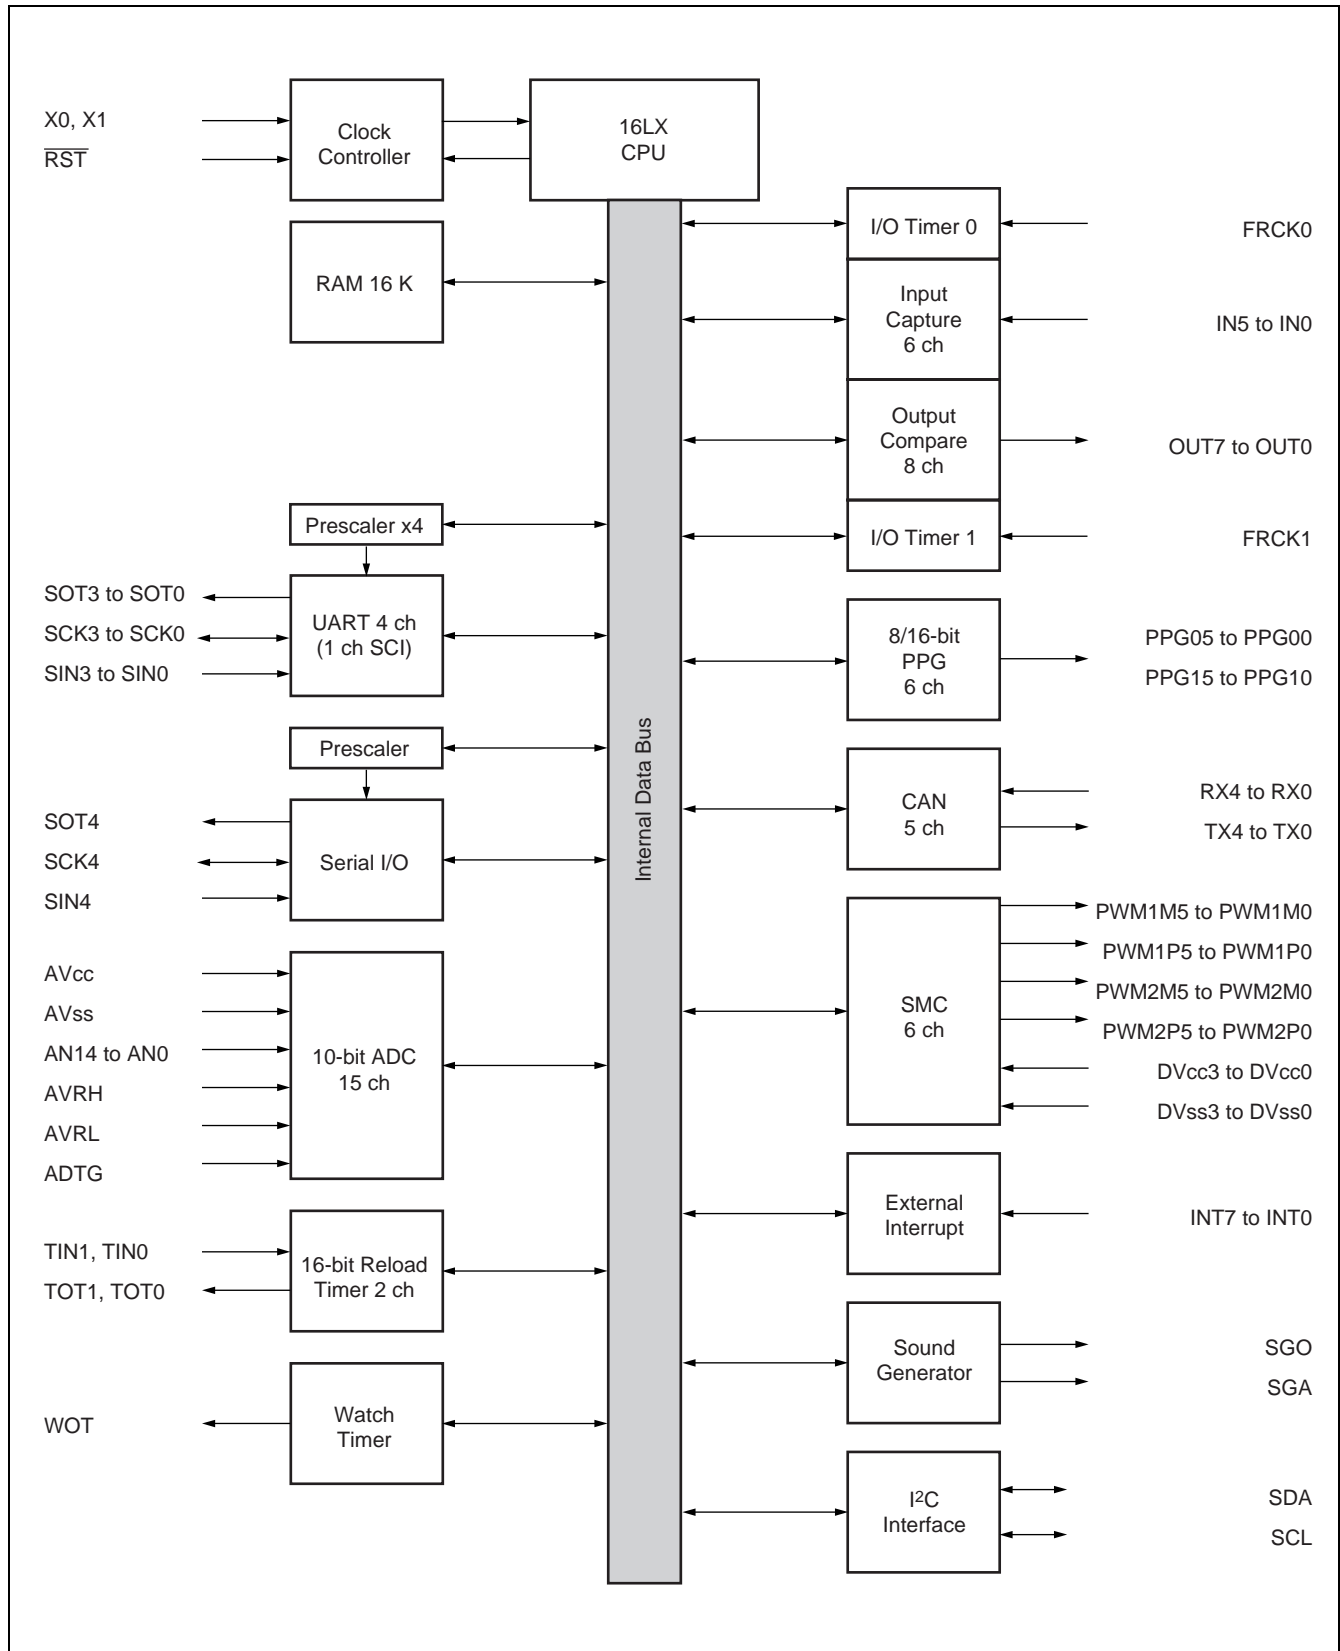 X0, X1
RST
Clock
Controller
16LX
CPU
RAM 16 K
I/O Timer 0
FRCK0
Input
Capture
6 ch
IN5 to IN0
Output
Compare
8 ch
OUT7 to OUT0
I/O Timer 1
FRCK1
Prescaler x4
SOT3 to SOT0
SCK3 to SCK0
SIN3 to SIN0
UART 4 ch
(1 ch SCI)
8/16-bit
PPG
6 ch
PPG05 to PPG00
PPG15 to PPG10
Prescaler
Internal Data Bus
SOT4
SCK4
SIN4
Serial I/O
CAN
5 ch
RX4 to RX0
TX4 to TX0
AVcc
AVss
AN14 to AN0
AVRH
AVRL
ADTG
10-bit ADC
15 ch
SMC
6 ch
PWM1M5 to PWM1M0
PWM1P5 to PWM1P0
PWM2M5 to PWM2M0
PWM2P5 to PWM2P0
DVcc3 to DVcc0
DVss3 to DVss0
External
Interrupt
INT7 to INT0
TIN1, TIN0
TOT1, TOT0
16-bit Reload
Timer 2 ch
Sound
Generator
SGO
SGA
WOT
Watch
Timer
I²C
Interface
SDA
SCL